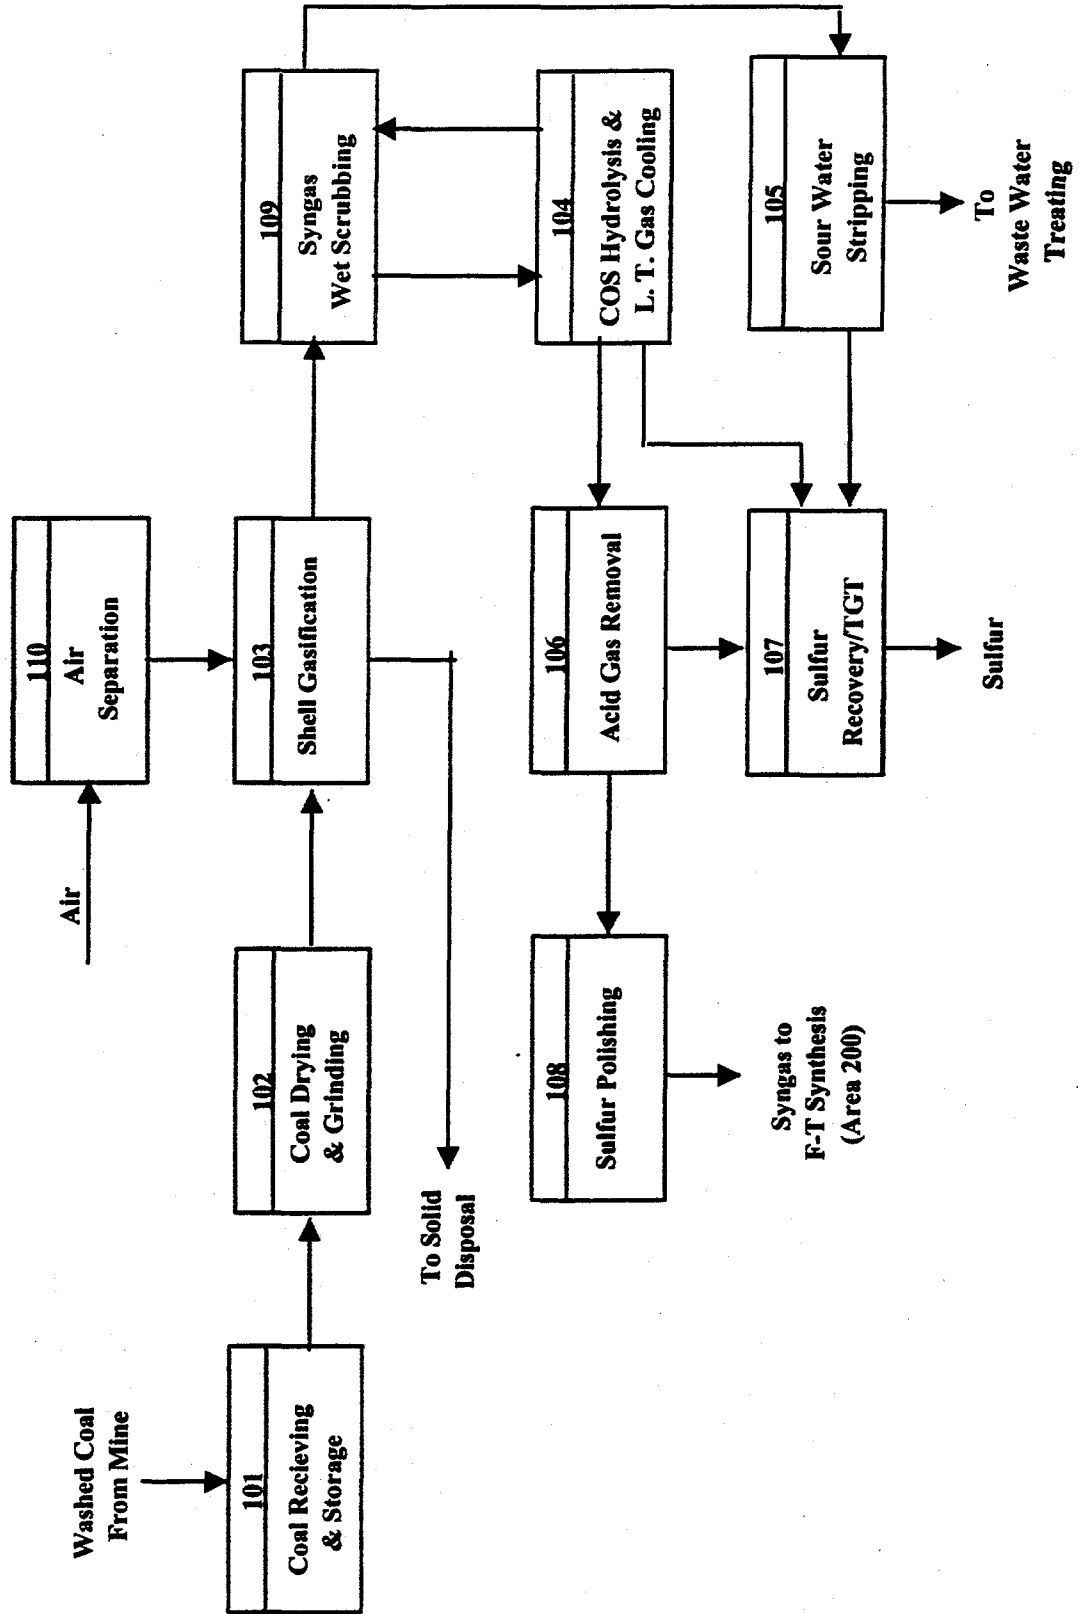 Washed Coal
From Mine
101
Coal Recieving
& Storage
102
Coal Drying
& Grinding
Air
110
Air
Separation
103
Shell Gasification
To Solid
Disposal
109
Syngas
Wet Scrubbing
104
COS Hydrolysis &
L. T. Gas Cooling
105
Sour Water
Stripping
To
Waste Water
Treating
106
Acid Gas Removal
107
Sulfur
Recovery/TGT
Sulfur
108
Sulfur Polishing
Syngas to
F-T Synthesis
(Area 200)